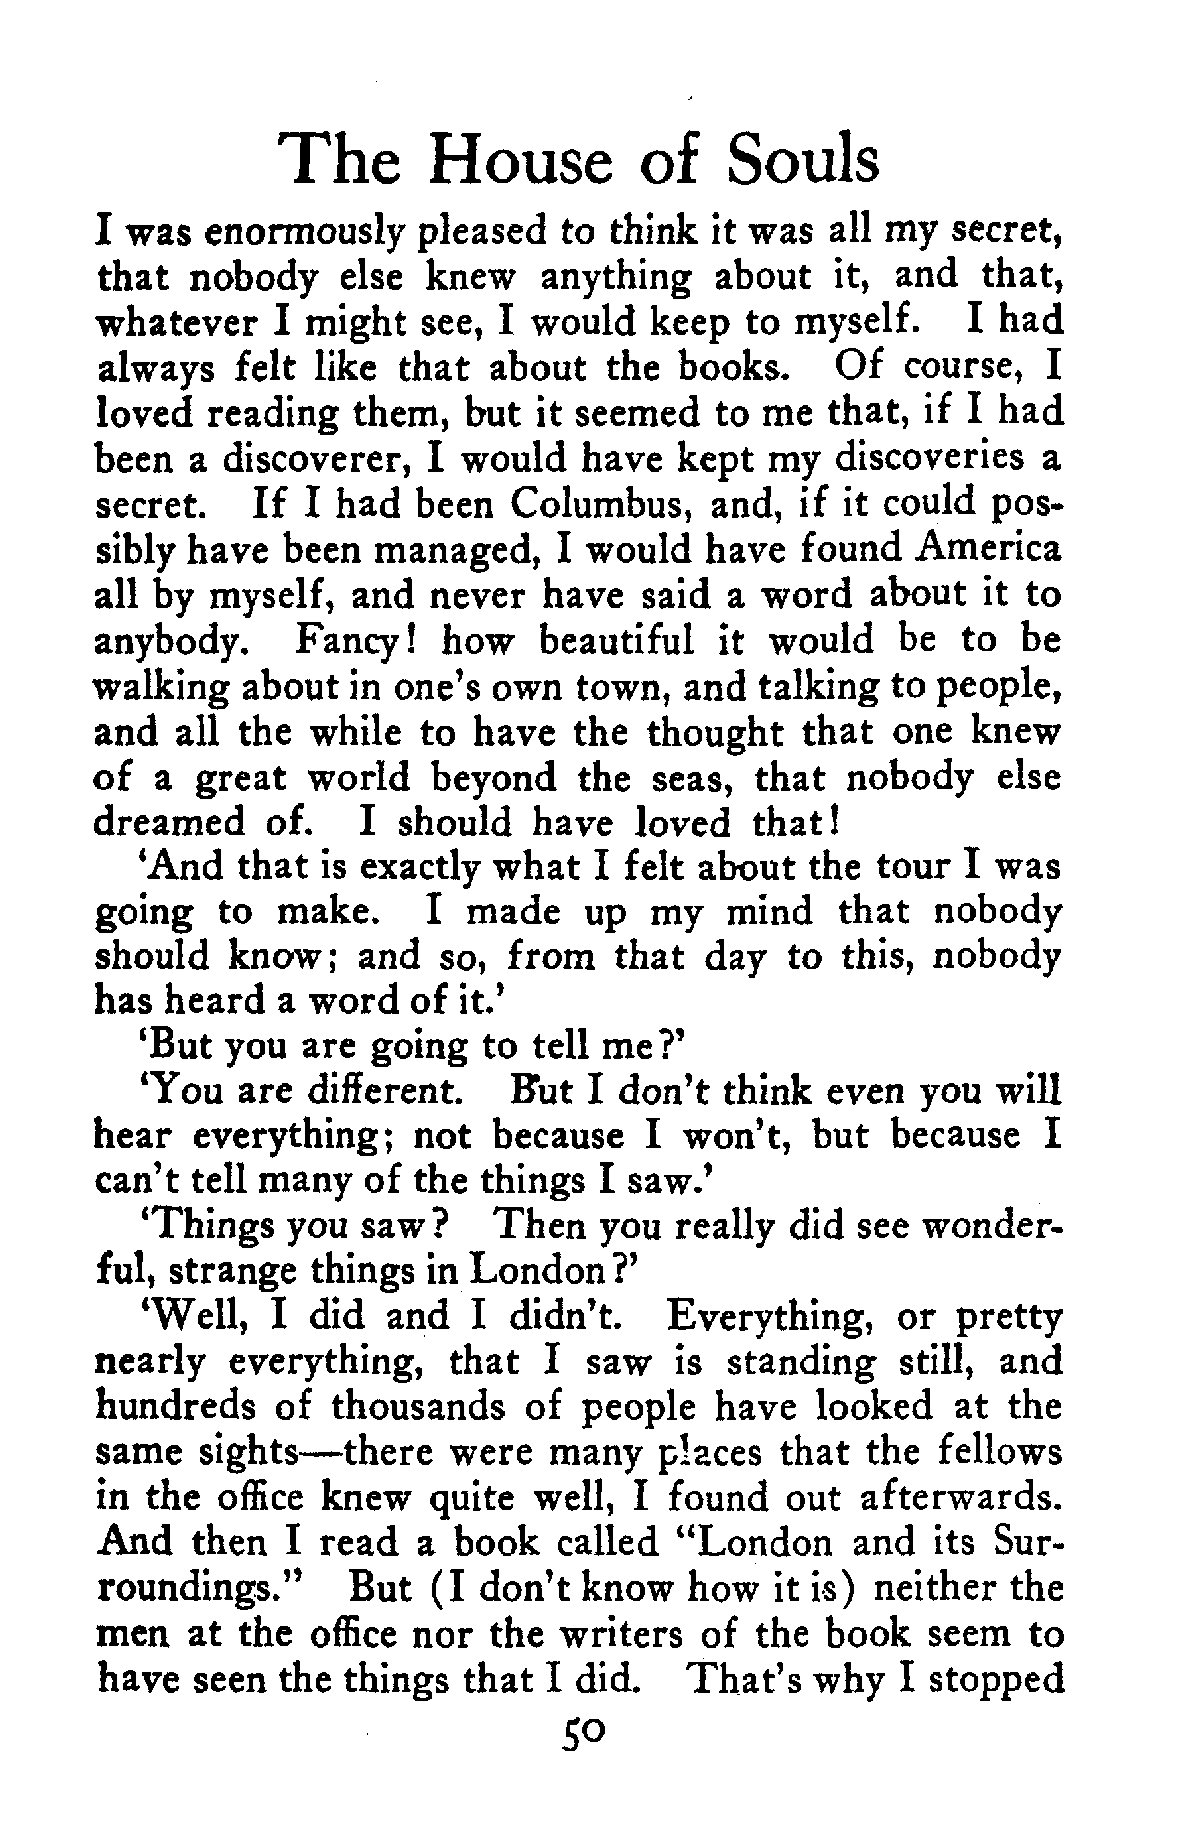 The House of Souls
I was enormously pleased to think it was all my secret,
that nobody else knew anything about it, and that,
whatever I might see, I would keep to myself. I had
always felt like that about the books. Of course, I
loved reading them, but it seemed to me that, if I had
been a discoverer, I would have kept my discoveries a
secret. If I had been Columbus, and, if it could pos-
sibly have been managed, I would have found America
all by myself, and never have said a word about it to
anybody. Fancy! how beautiful it would be to be
walking about in one's own town, and talking to people,
and all the while to have the thought that one knew
of a great world beyond the seas, that nobody else
dreamed of. I should have loved that!
'And that is exactly what I felt about the tour I was
going to make. I made up my mind that nobody
should know; and so, from that day to this, nobody
has heard a word of it.'
'But you are going to tell me?'
'You are different. But I don't think even you will
hear everything; not because I won't, but because I
can't tell many of the things I saw.'
'Things you saw? Then you really did see wonder-
ful, strange things in London?'
'Well, I did and I didn't. Everything, or pretty
nearly everything, that I saw is standing still, and
hundreds of thousands of people have looked at the
same sights—there were many places that the fellows
in the office knew quite well, I found out afterwards.
And then I read a book called "London and its Sur-
roundings." But (I don't know how it is) neither the
men at the office nor the writers of the book seem to
have seen the things that I did. That's why I stopped
50